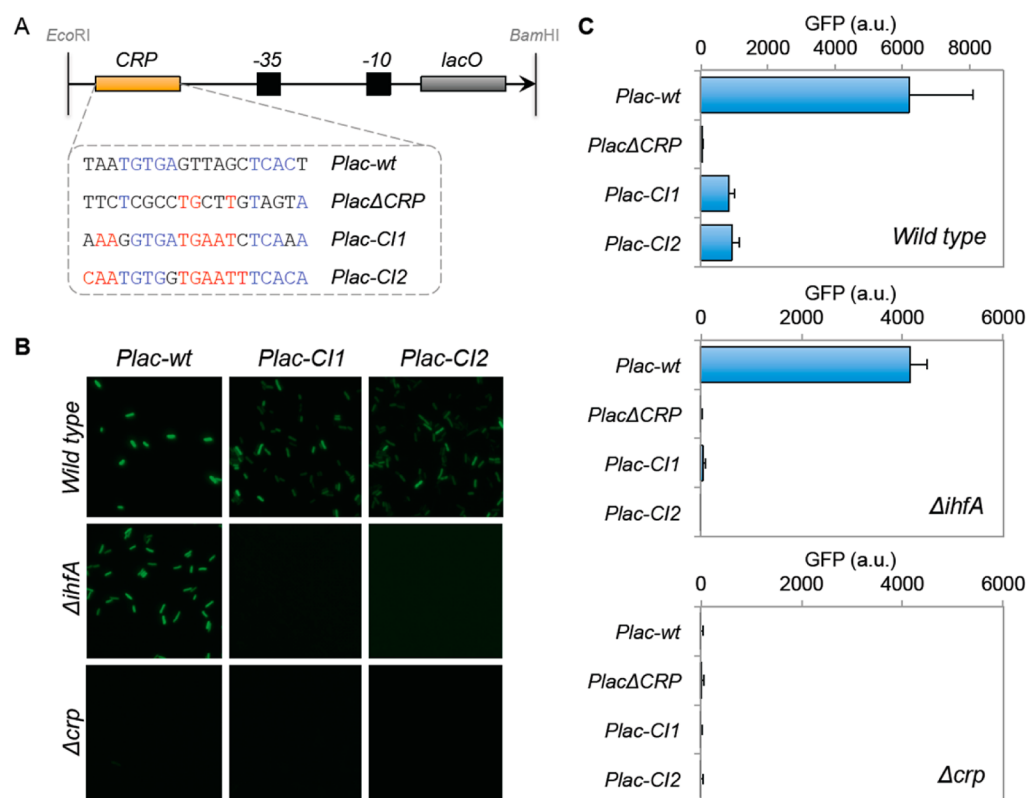 A
EcoRI
BamHI
CRP
-35
-10
lacO
TAATGTGAGTTAGCTCACT Plac-wt
TTCTCGCCTGCTTGTAGTA PlacΔCRP
AAAGGTGATGAATCTCAAA Plac-CI1
CAATGTGGTGAATTTCACA Plac-CI2
B
Plac-wt Plac-CI1 Plac-CI2
Wild type
ΔihfA
Δcrp
C
GFP (a.u.)
0 2000 4000 6000 8000
Plac-wt
PlacΔCRP
Plac-CI1
Plac-CI2
Wild type
GFP (a.u.)
0 2000 4000 6000
Plac-wt
PlacΔCRP
Plac-CI1
Plac-CI2
ΔihfA
GFP (a.u.)
0 2000 4000 6000
Plac-wt
PlacΔCRP
Plac-CI1
Plac-CI2
Δcrp